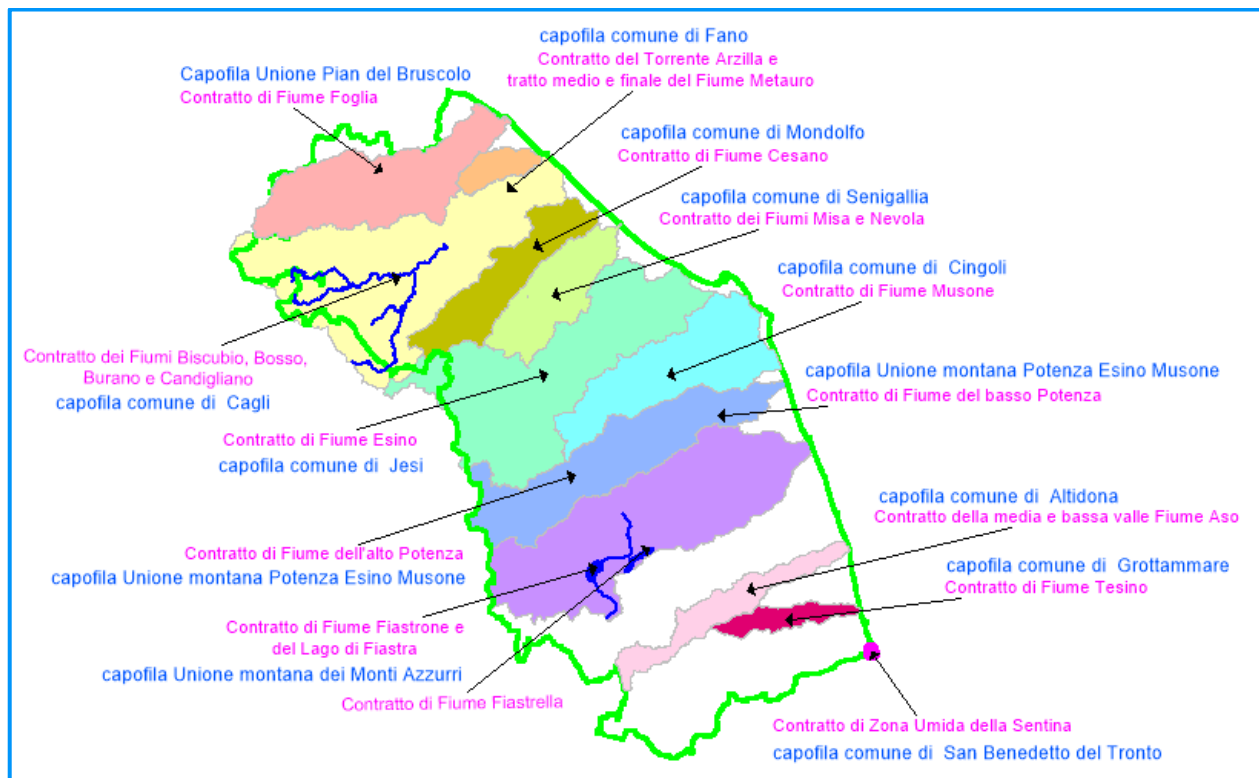 capofila comune di Fano
Contratto del Torrente Arzilla e
tratto medio e finale del Fiume Metauro
Capofila Unione Pian del Bruscolo
Contratto di Fiume Foglia
capofila comune di Mondolfo
Contratto di Fiume Cesano
capofila comune di Senigallia
Contratto dei Fiumi Misa e Nevola
capofila comune di Cingoli
Contratto di Fiume Musone
Contratto dei Fiumi Biscubio, Bosso,
Burano e Candigliano
capofila comune di Cagli
capofila Unione montana Potenza Esino Musone
Contratto di Fiume del basso Potenza
Contratto di Fiume Esino
capofila comune di Jesi
capofila comune di Altidona
Contratto della media e bassa valle Fiume Aso
Contratto di Fiume dell'alto Potenza
capofila Unione montana Potenza Esino Musone
capofila comune di Grottammare
Contratto di Fiume Tesino
Contratto di Fiume Fiastrone e
del Lago di Fiastra
capofila Unione montana dei Monti Azzurri
Contratto di Fiume Fiastrella
Contratto di Zona Umida della Sentina
capofila comune di San Benedetto del Tronto